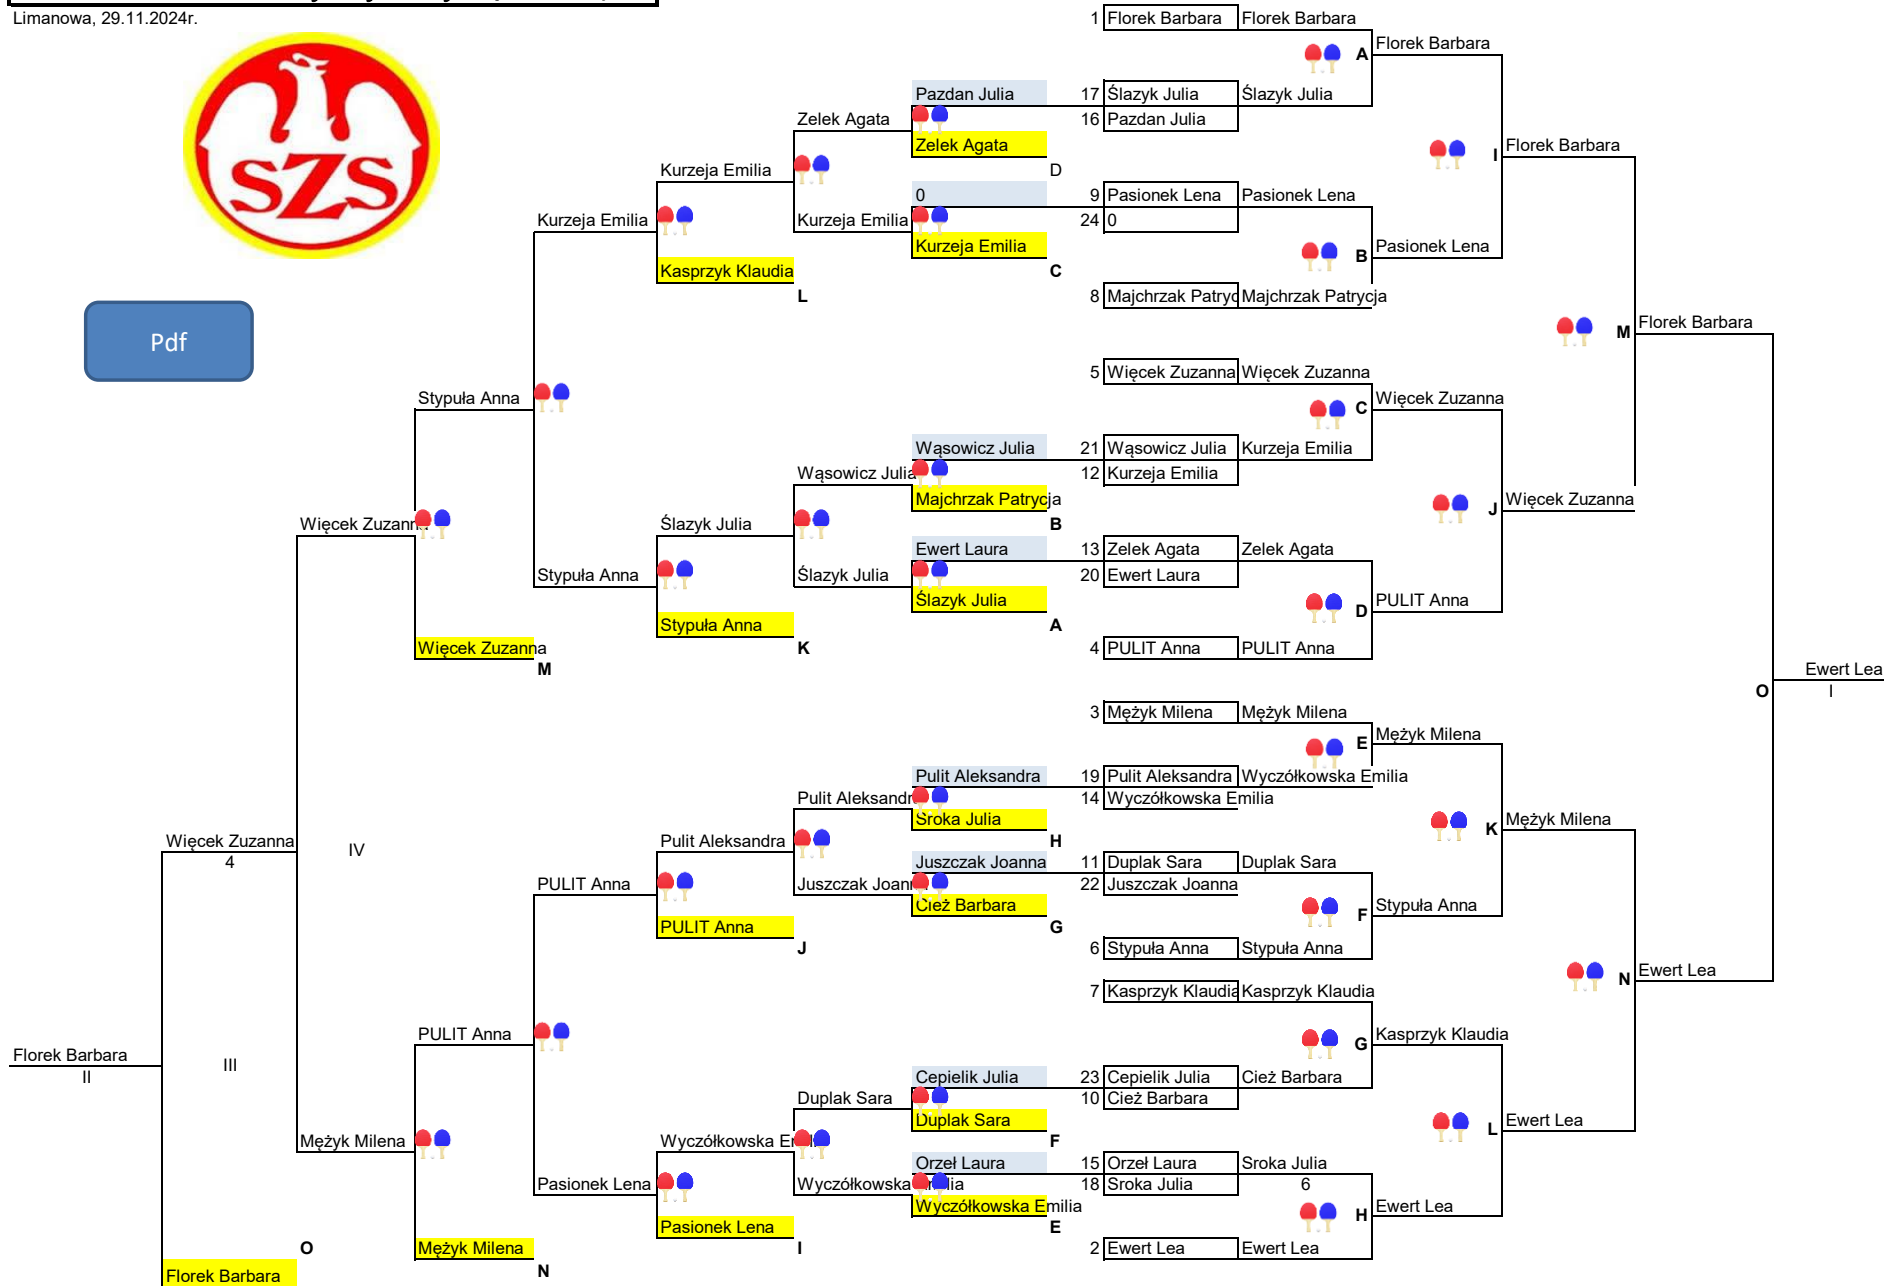 Limanowa, 29.11.2024r.
SZS
Pdf
1 Florek Barbara Florek Barbara
A Florek Barbara
Pazdan Julia 17 Ślazyk Julia Ślazyk Julia
Zelek Agata 16 Pazdan Julia
Zelek Agata I Florek Barbara
Kurzeja Emilia D
0 9 Pasionek Lena Pasionek Lena
Kurzeja Emilia Kurzeja Emilia 24 0
Kurzeja Emilia B Pasionek Lena
Kasprzyk Klaudia C
L 8 Majchrzak Patryc Majchrzak Patrycja
M Florek Barbara
5 Więcek Zuzanna Więcek Zuzanna
Stypuła Anna C Więcek Zuzanna
Wąsowicz Julia 21 Wąsowicz Julia Kurzeja Emilia
Wąsowicz Julia 12 Kurzeja Emilia
Majchrzak Patrycja J Więcek Zuzanna
Więcek Zuzann Ślazyk Julia B
Ewert Laura 13 Zelek Agata Zelek Agata
Stypuła Anna Ślazyk Julia 20 Ewert Laura
Ślazyk Julia D PULIT Anna
Stypuła Anna A
Więcek Zuzanna K 4 PULIT Anna PULIT Anna
M Ewert Lea
O I
3 Mężyk Milena Mężyk Milena
E Mężyk Milena
Pulit Aleksandra 19 Pulit Aleksandra Wyczółkowska Emilia
Pulit Aleksandr 14 Wyczółkowska Emilia
Sroka Julia K Mężyk Milena
Więcek Zuzanna IV Pulit Aleksandra H
4 Juszczak Joanna 11 Duplak Sara Duplak Sara
PULIT Anna Juszczak Joann 22 Juszczak Joanna
Cież Barbara F Stypuła Anna
PULIT Anna G
J 6 Stypuła Anna Stypuła Anna
N Ewert Lea
7 Kasprzyk Klaudia Kasprzyk Klaudia
PULIT Anna G Kasprzyk Klaudia
Florek Barbara III
II Cepielik Julia 23 Cepielik Julia Cież Barbara
Duplak Sara 10 Cież Barbara
Duplak Sara L Ewert Lea
Mężyk Milena Wyczółkowska E F
Orzeł Laura 15 Orzeł Laura Sroka Julia
Pasionek Lena Wyczółkowska ilia 18 Sroka Julia 6
Wyczółkowska Emilia H Ewert Lea
Pasionek Lena E
O Mężyk Milena I 2 Ewert Lea Ewert Lea
Florek Barbara N